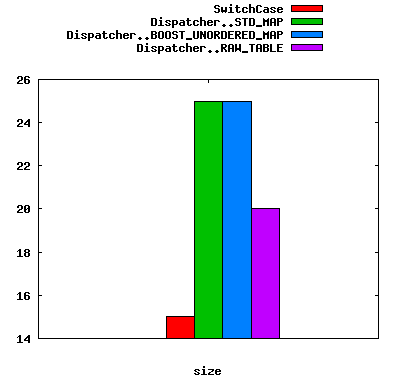 SwitchCase
Dispatcher..STD_MAP
Dispatcher..BOOST_UNORDERED_MAP
Dispatcher..RAW_TABLE
26
24
22
20
18
16
14
size